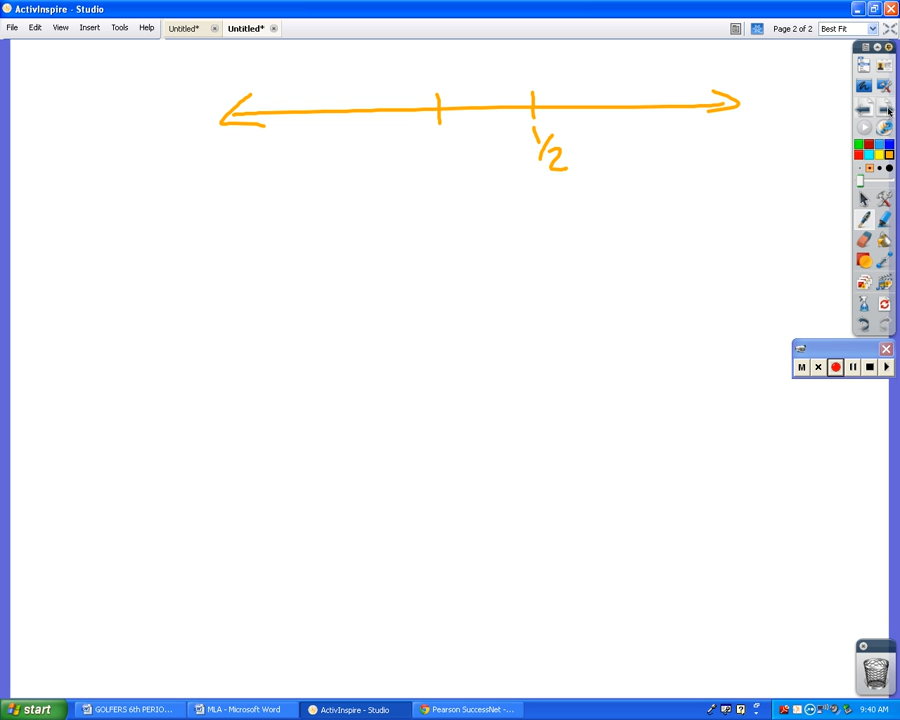 ActivInspire - Studio
File Edit View Insert Tools Help Untitled* Untitled* Page 2 of 2 Best Fit
1/2
M
start GOLFERS 6th PERIO... MLA - Microsoft Word ActivInspire - Studio Pearson SuccessNet -... 9:40 AM